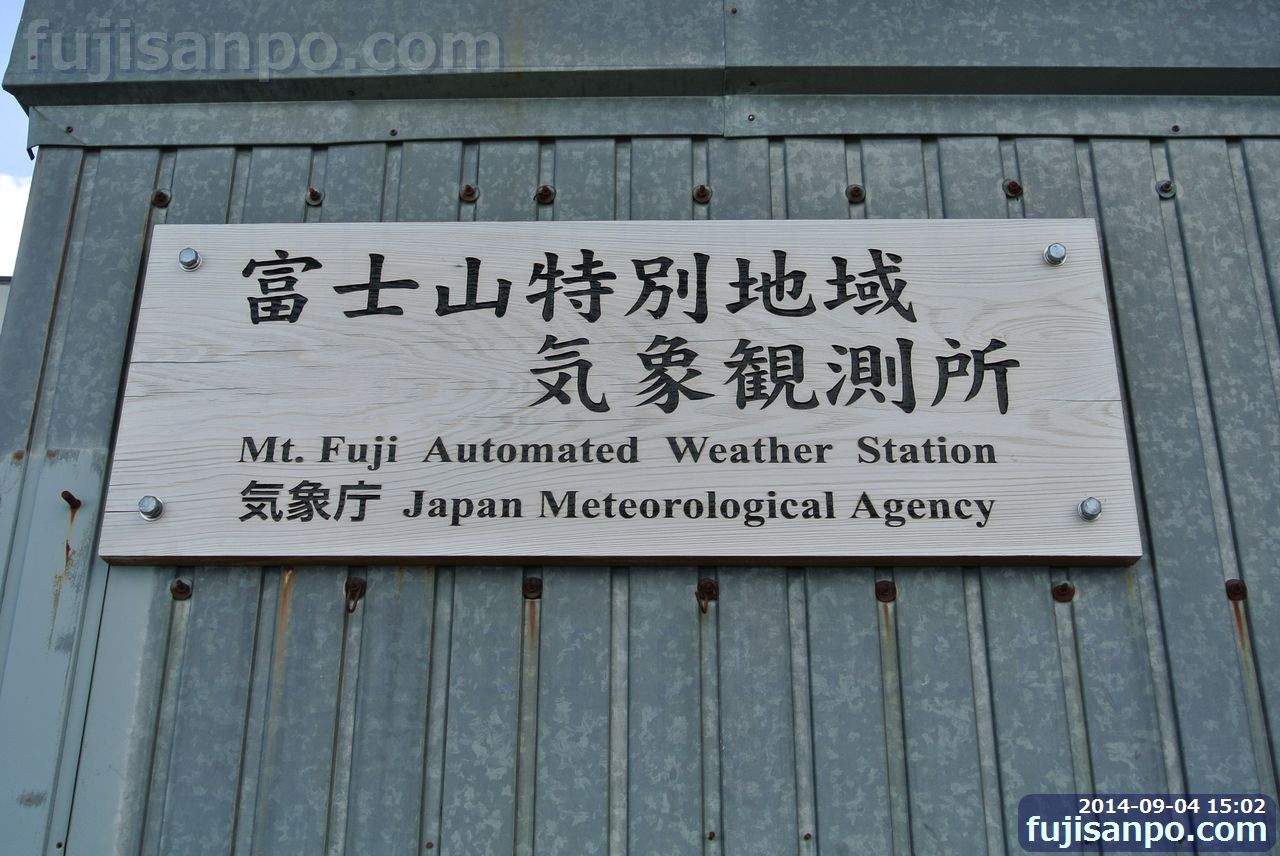 fujisanpo.com
富士山特別地域
気象観測所
Mt. Fuji Automated Weather Station
気象庁 Japan Meteorological Agency
2014-09-04 15:02
fujisanpo.com